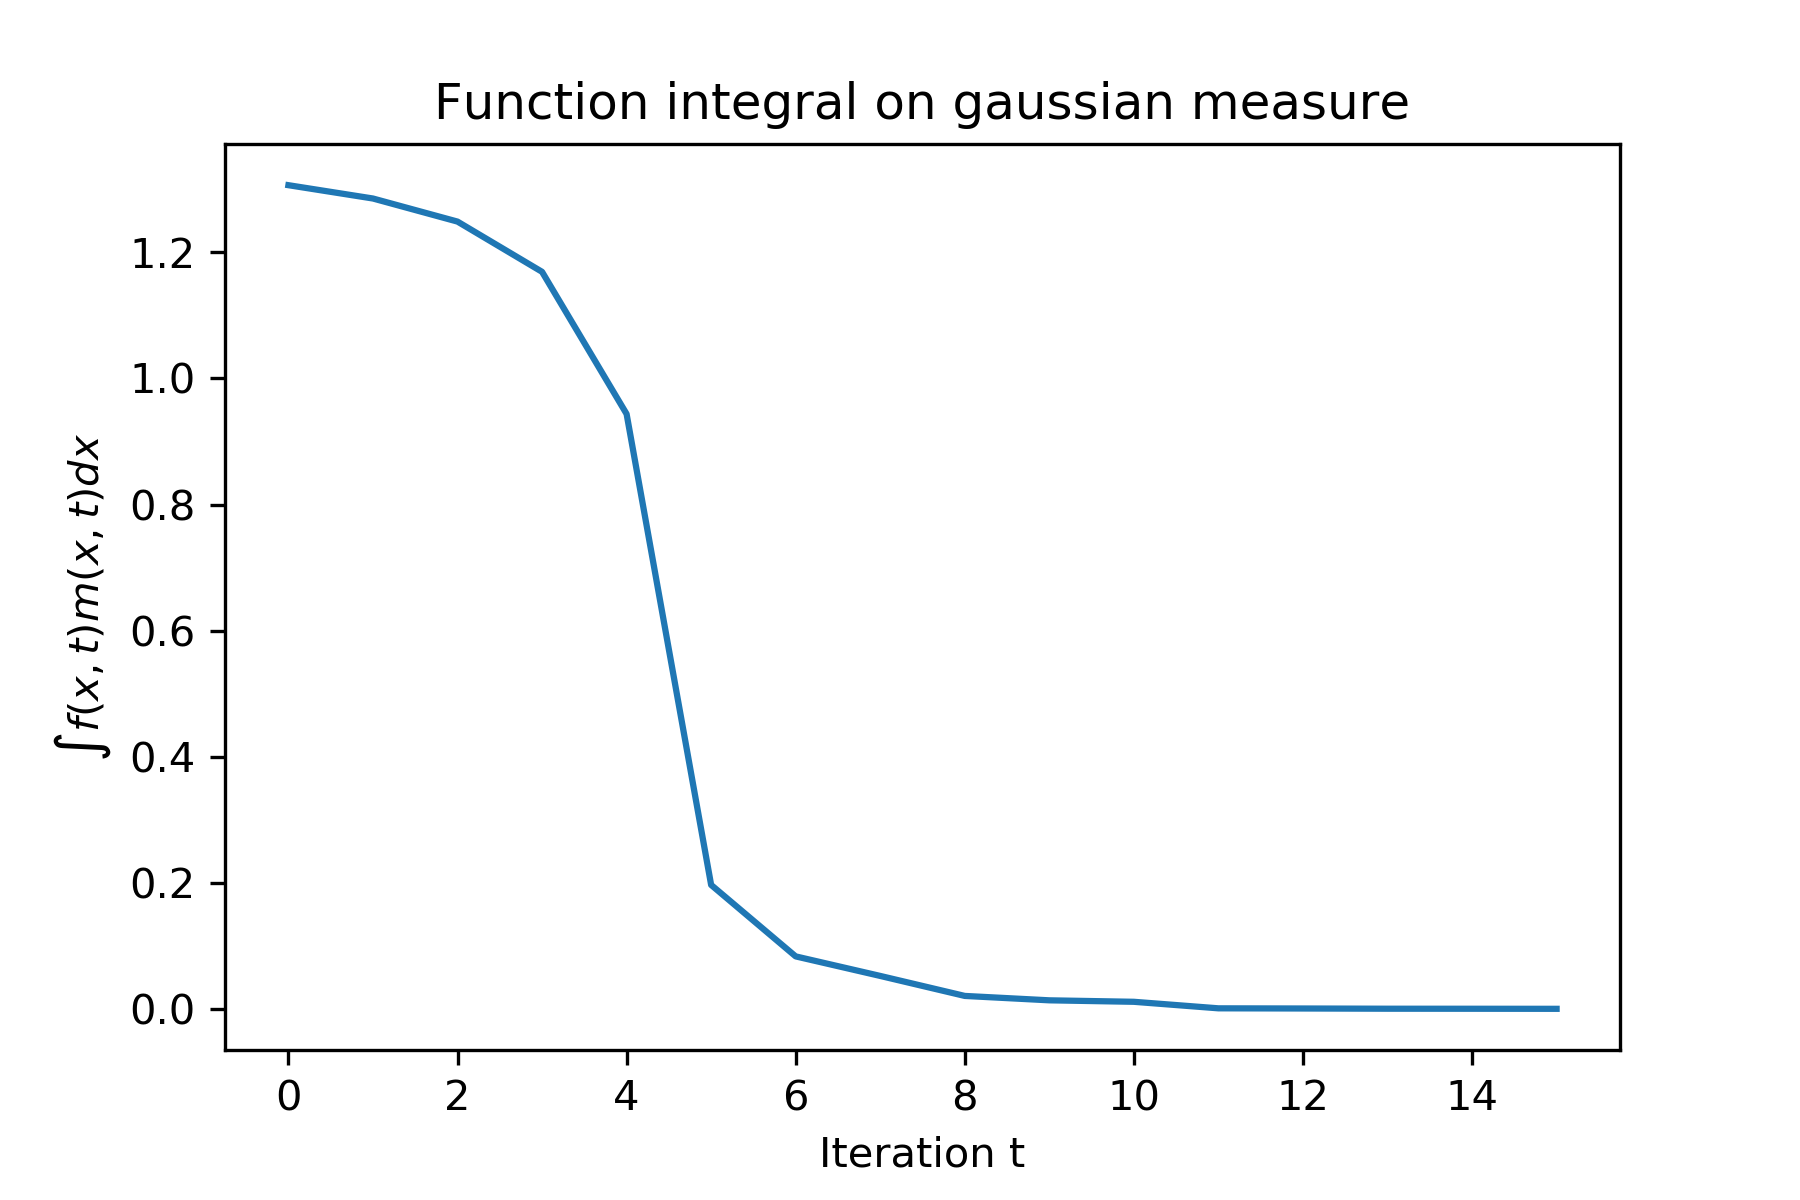 Function integral on gaussian measure
∫f(x, t)m(x, t)dx
1.2
1.0
0.8
0.6
0.4
0.2
0.0
0 2 4 6 8 10 12 14
Iteration t